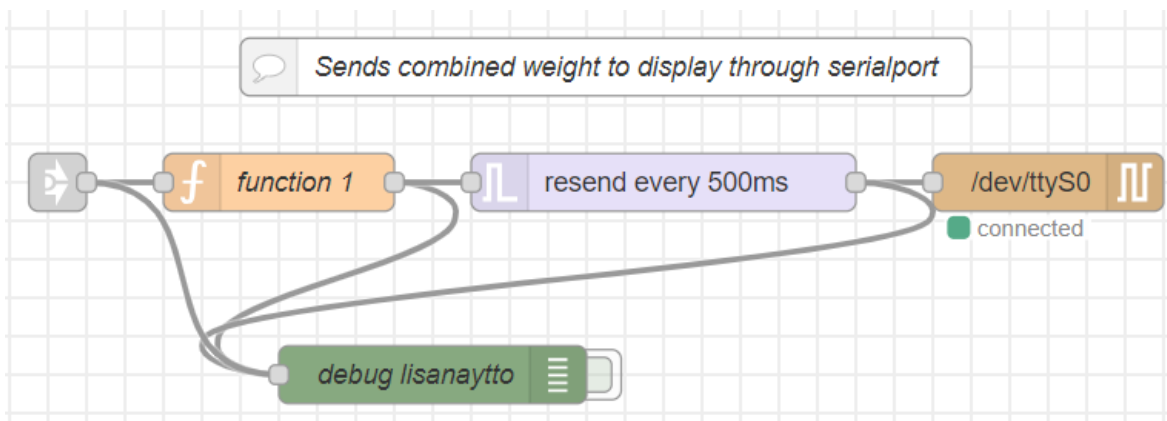 Sends combined weight to display through serialport
function 1
resend every 500ms
/dev/ttyS0
connected
debug lisanaytto